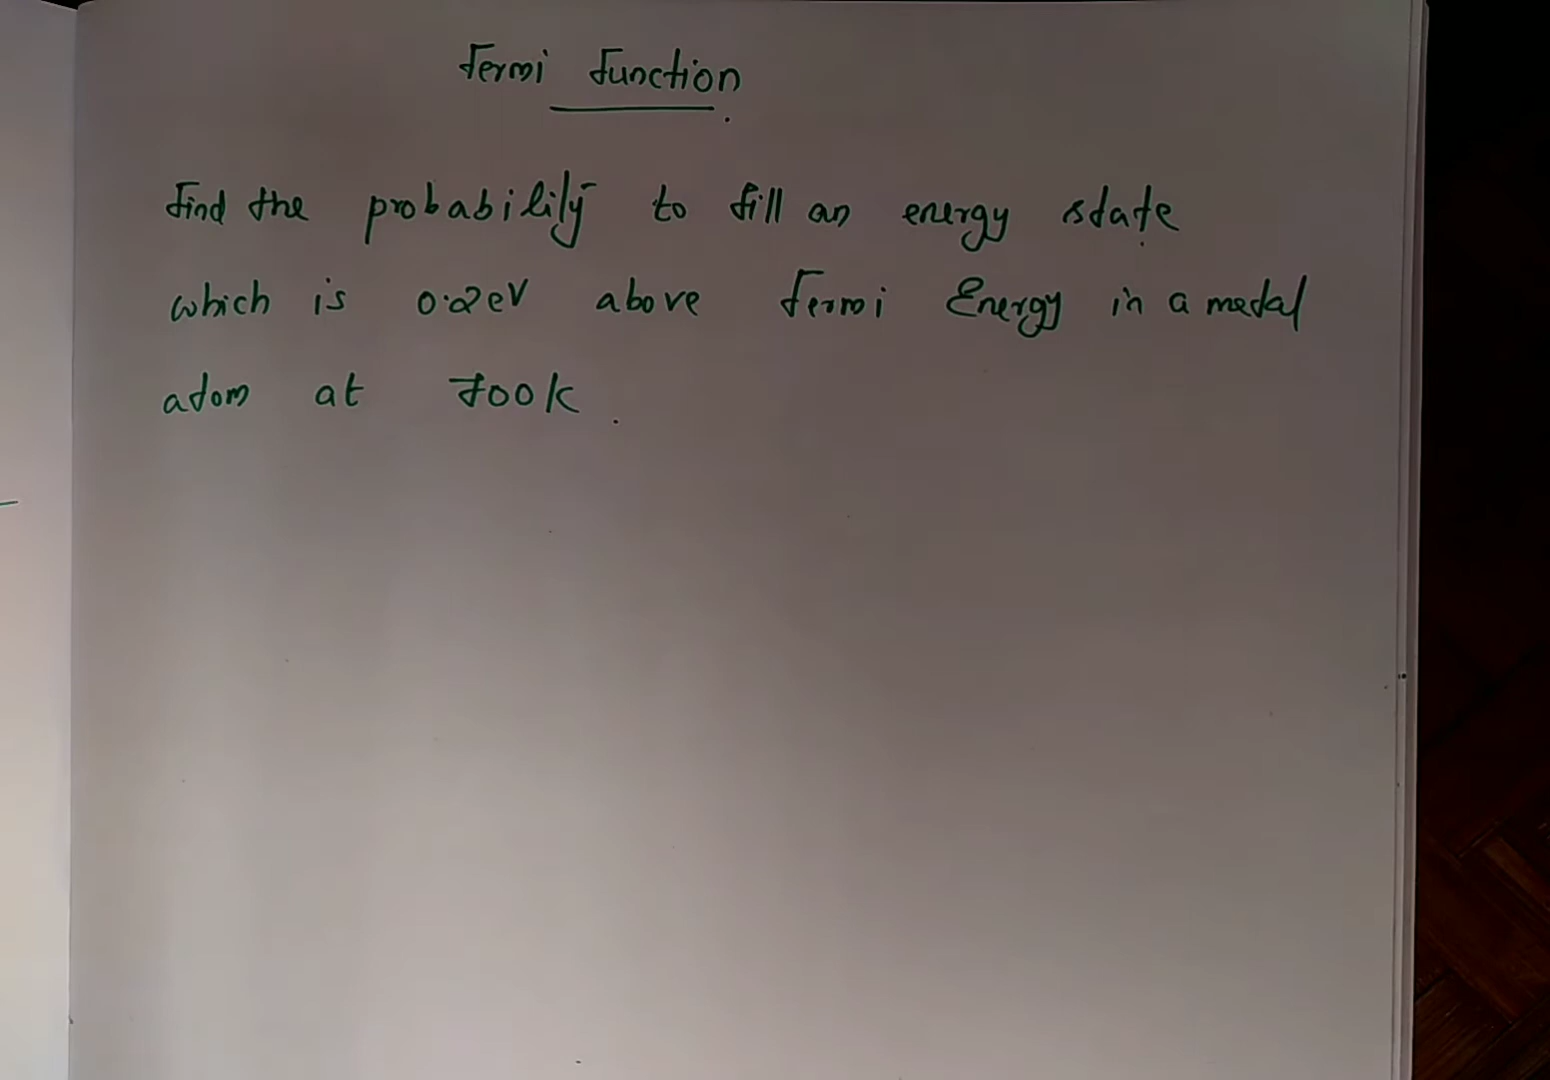 Fermi Function
Find the probability to fill an energy state
which is 0.2eV above Fermi Energy in a metal
atom at 700K.